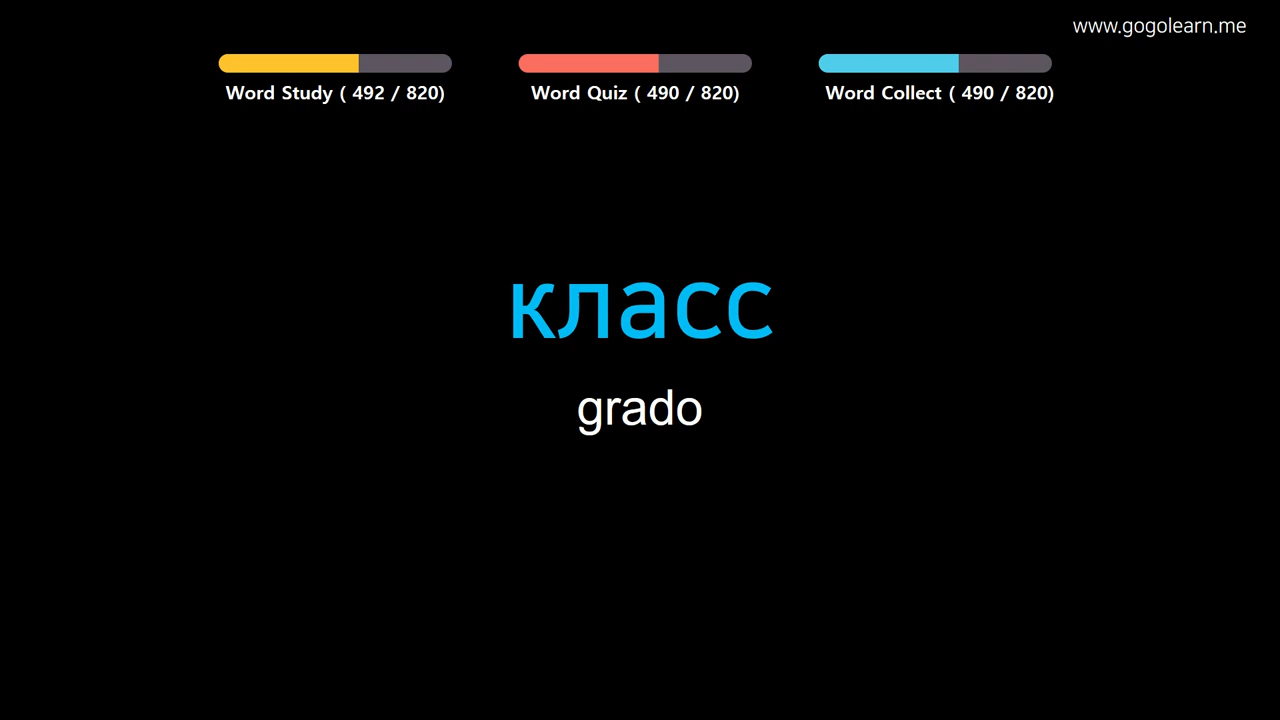 www.gogolearn.me
Word Study ( 492 / 820)
Word Quiz ( 490 / 820)
Word Collect ( 490 / 820)
класс
grado